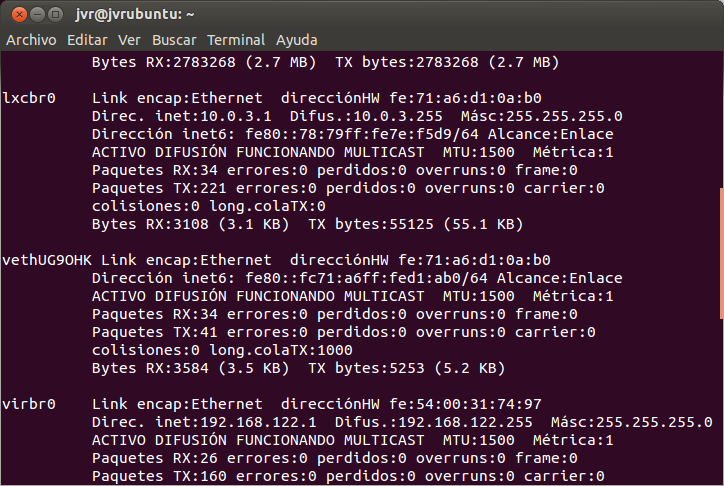 jvr@jvrubuntu: ~
Archivo Editar Ver Buscar Terminal Ayuda
Bytes RX:2783268 (2.7 MB)  TX bytes:2783268 (2.7 MB)
lxcbr0    Link encap:Ethernet  direcciónHW fe:71:a6:d1:0a:b0
Direc. inet:10.0.3.1  Difus.:10.0.3.255  Másc:255.255.255.0
Dirección inet6: fe80::78:79ff:fe7e:f5d9/64 Alcance:Enlace
ACTIVO DIFUSIÓN FUNCIONANDO MULTICAST  MTU:1500  Métrica:1
Paquetes RX:34 errores:0 perdidos:0 overruns:0 frame:0
Paquetes TX:221 errores:0 perdidos:0 overruns:0 carrier:0
colisiones:0 long.colaTX:0
Bytes RX:3108 (3.1 KB)  TX bytes:55125 (55.1 KB)
vethUG9OHK Link encap:Ethernet  direcciónHW fe:71:a6:d1:0a:b0
Dirección inet6: fe80::fc71:a6ff:fed1:ab0/64 Alcance:Enlace
ACTIVO DIFUSIÓN FUNCIONANDO MULTICAST  MTU:1500  Métrica:1
Paquetes RX:34 errores:0 perdidos:0 overruns:0 frame:0
Paquetes TX:41 errores:0 perdidos:0 overruns:0 carrier:0
colisiones:0 long.colaTX:1000
Bytes RX:3584 (3.5 KB)  TX bytes:5253 (5.2 KB)
virbr0    Link encap:Ethernet  direcciónHW fe:54:00:31:74:97
Direc. inet:192.168.122.1  Difus.:192.168.122.255  Másc:255.255.255.0
ACTIVO DIFUSIÓN FUNCIONANDO MULTICAST  MTU:1500  Métrica:1
Paquetes RX:26 errores:0 perdidos:0 overruns:0 frame:0
Paquetes TX:160 errores:0 perdidos:0 overruns:0 carrier:0